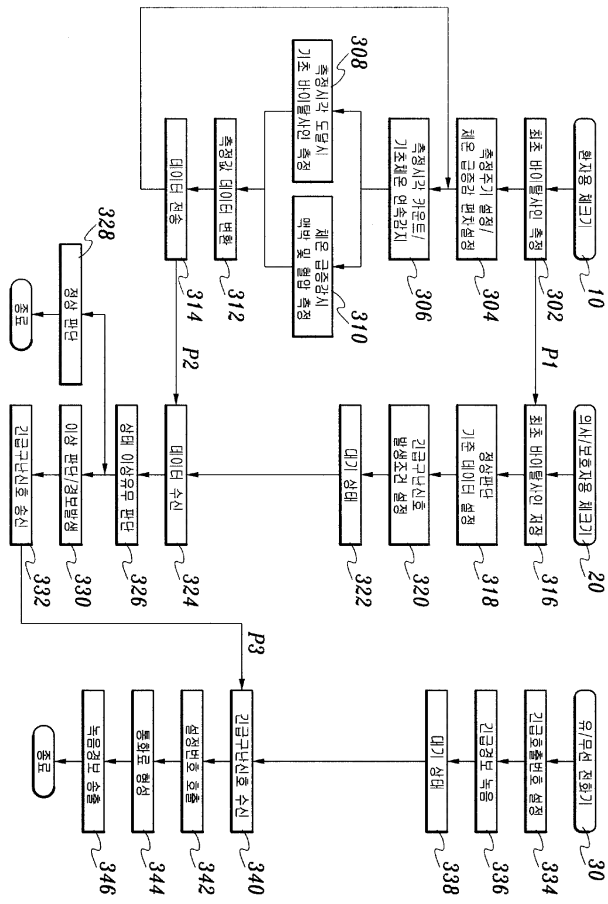 환자용 체크기
10
최초 바이탈사인 측정
302
측정주기 설정/
체온 급증감 편차설정
304
측정시각 카운트/
기초체온 연속감지
306
측정시각 도달시
기초 바이탈사인 측정
308
체온 급증감시
맥박 및 혈압 측정
310
측정값 데이터 변환
312
데이터 전송
314
P1
P2
의사/보호자용 체크기
20
최초 바이탈사인 저장
316
정상판단
기준 데이터 설정
318
긴급구난신호
발생조건 설정
320
대기 상태
322
데이터 수신
324
상태 이상유무 판단
326
정상 판단
328
종료
이상 판단/경보발생
330
긴급구난신호 송신
332
P3
유/무선 전화기
30
긴급호출번호 설정
334
긴급경보 녹음
336
대기 상태
338
긴급구난신호 수신
340
설정번호 호출
342
통화로 형성
344
녹음경보 송출
346
종료